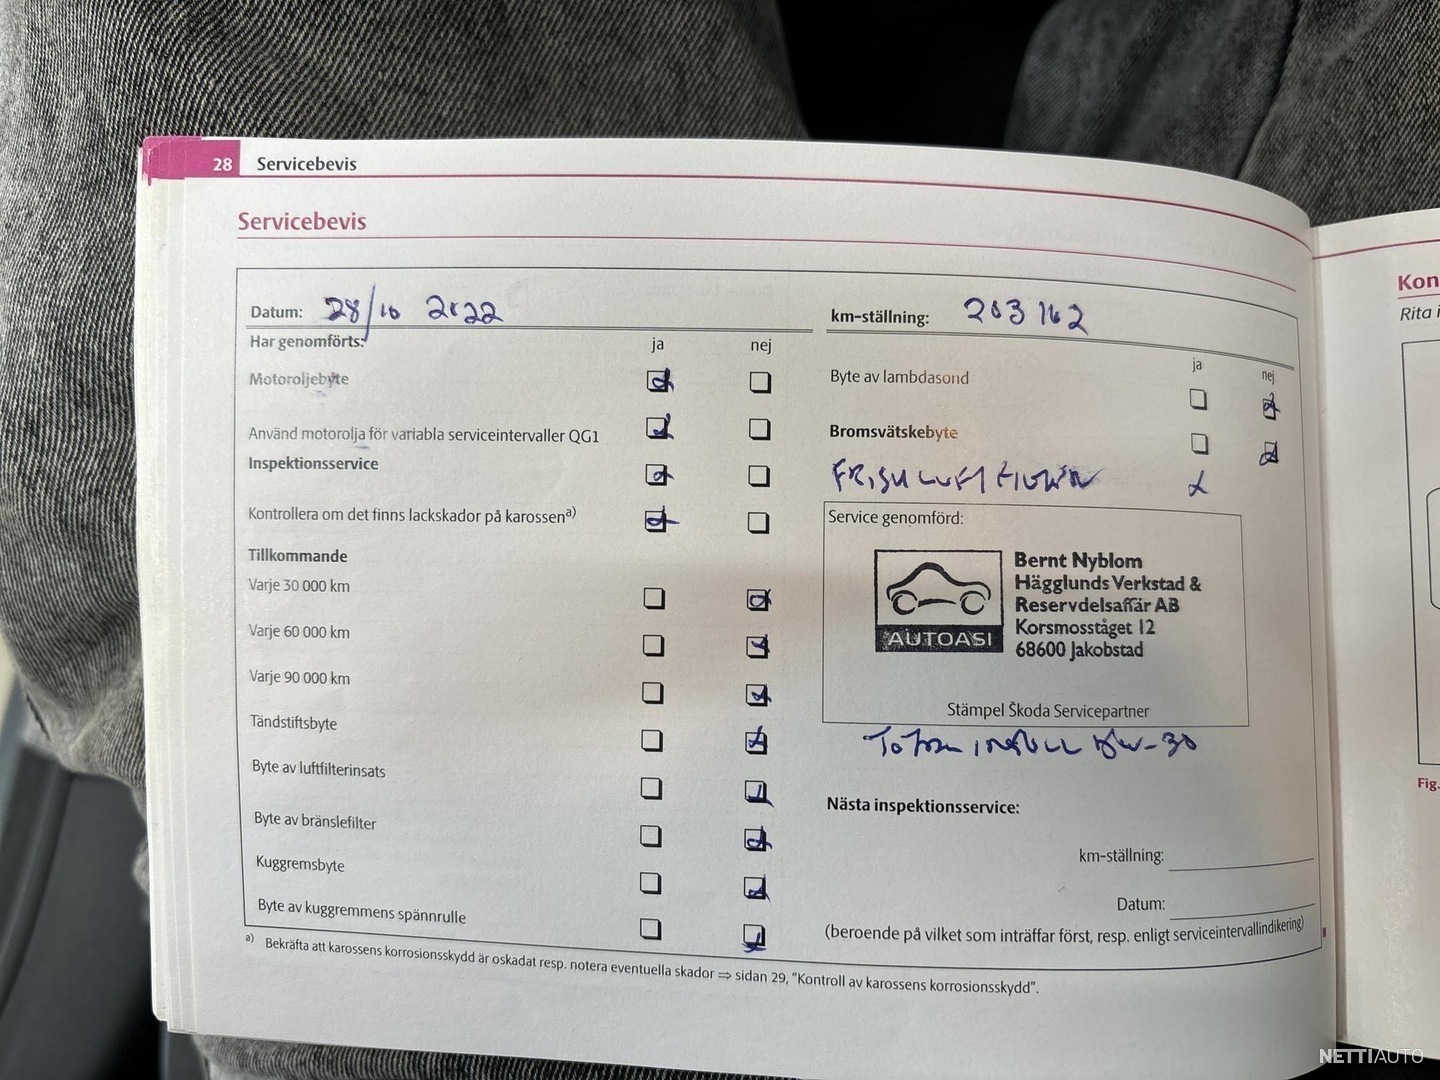 28 Servicebevis
Servicebevis
Datum: 28/10 2022
km-ställning: 203 162
Har genomförts:
ja nej
Motoroljebyte
Använd motorolja för variabla serviceintervaller QG1
Inspektionsservice
Kontrollera om det finns lackskador på karossen a)
Tillkommande
Varje 30 000 km
Varje 60 000 km
Varje 90 000 km
Tändstiftsbyte
Byte av luftfilterinsats
Byte av bränslefilter
Kuggremsbyte
Byte av kuggremmens spännrulle
ja nej
Byte av lambdasond
Bromsvätskebyte
FRISKLUFT
Service genomförd:
AUTOASI
Bernt Nyblom
Hägglunds Verkstad &
Reservdelsaffär AB
Korsmosståget 12
68600 Jakobstad
Stämpel Škoda Servicepartner
Nästa inspektionsservice:
km-ställning:
Datum:
(beroende på vilket som inträffar först, resp. enligt serviceintervallindikering)
a) Bekräfta att karossens korrosionsskydd är oskadat resp. notera eventuella skador ⇒ sidan 29, "Kontroll av karossens korrosionsskydd".
Kon
Rita i
Fig.
NETTIAUTO